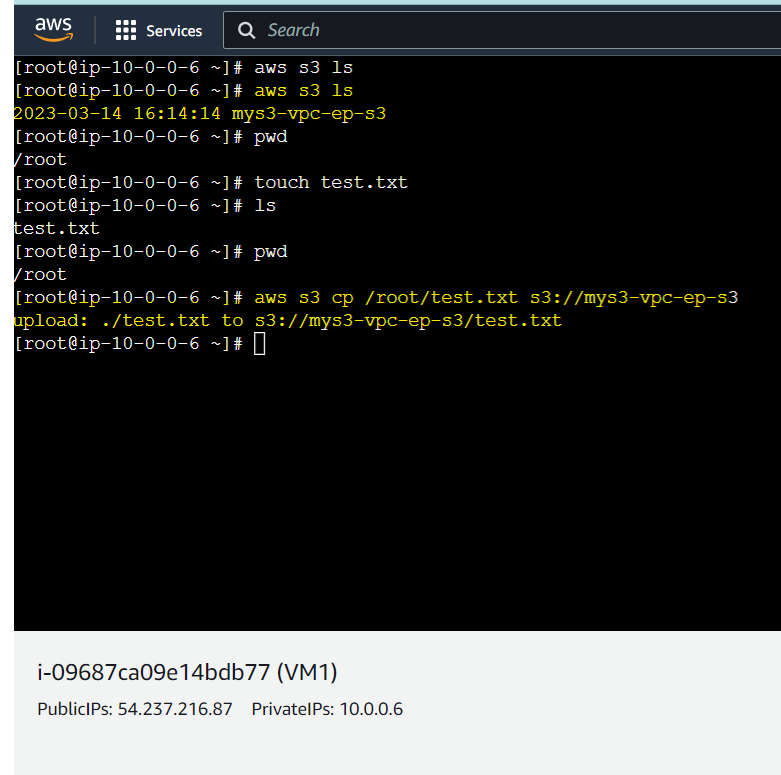 aws Services Search
[root@ip-10-0-0-6 ~]# aws s3 ls
[root@ip-10-0-0-6 ~]# aws s3 ls
2023-03-14 16:14:14 mys3-vpc-ep-s3
[root@ip-10-0-0-6 ~]# pwd
/root
[root@ip-10-0-0-6 ~]# touch test.txt
[root@ip-10-0-0-6 ~]# ls
test.txt
[root@ip-10-0-0-6 ~]# pwd
/root
[root@ip-10-0-0-6 ~]# aws s3 cp /root/test.txt s3://mys3-vpc-ep-s3
upload: ./test.txt to s3://mys3-vpc-ep-s3/test.txt
[root@ip-10-0-0-6 ~]#
i-09687ca09e14bdb77 (VM1)
PublicIPs: 54.237.216.87 PrivateIPs: 10.0.0.6